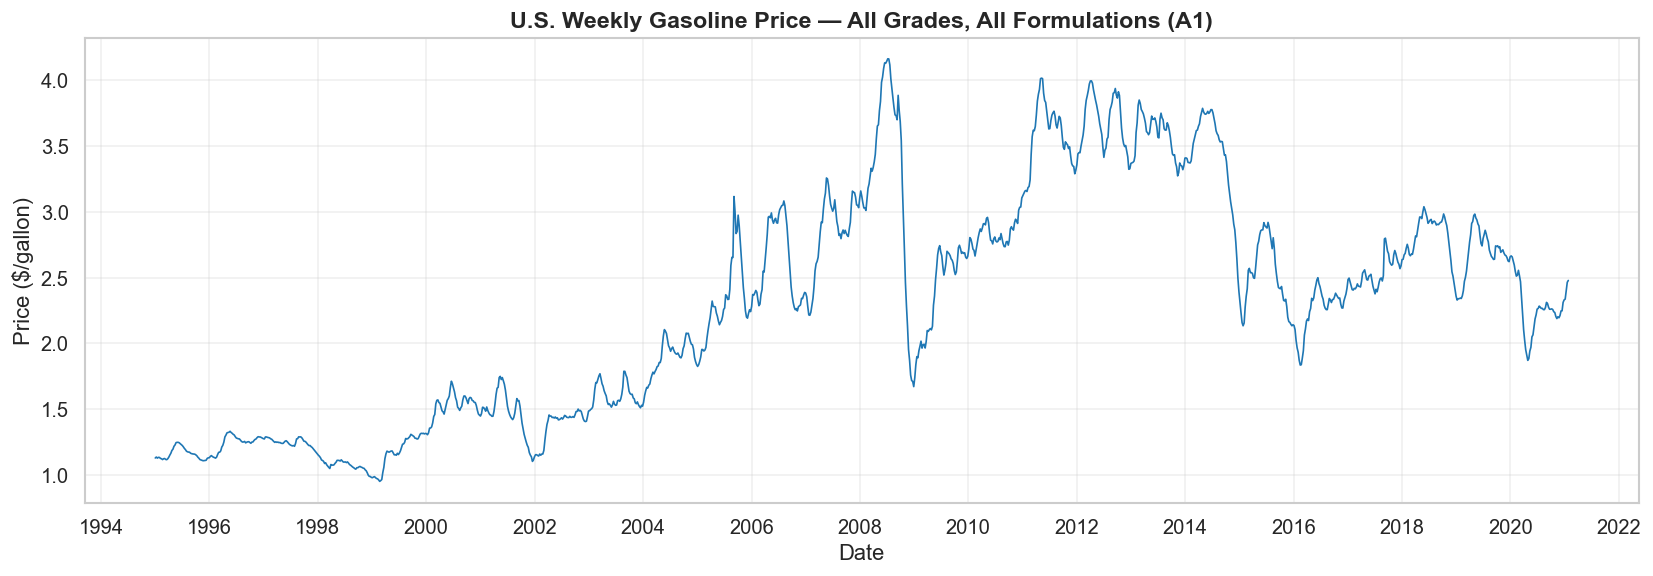 U.S. Weekly Gasoline Price — All Grades, All Formulations (A1)
Price ($/gallon)
4.0
3.5
3.0
2.5
2.0
1.5
1.0
1994 1996 1998 2000 2002 2004 2006 2008 2010 2012 2014 2016 2018 2020 2022
Date